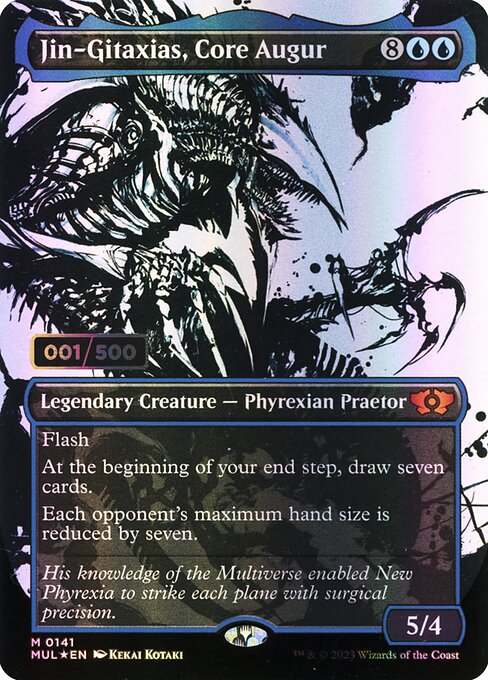 Jin-Gitaxias, Core Augur 8
001/500
Legendary Creature — Phyrexian Praetor
Flash
At the beginning of your end step, draw seven
cards.
Each opponent's maximum hand size is
reduced by seven.
His knowledge of the Multiverse enabled New
Phyrexia to strike each plane with surgical
precision.
5/4
M 0141
MUL★EN Kekai Kotaki
™ & © 2023 Wizards of the Coast